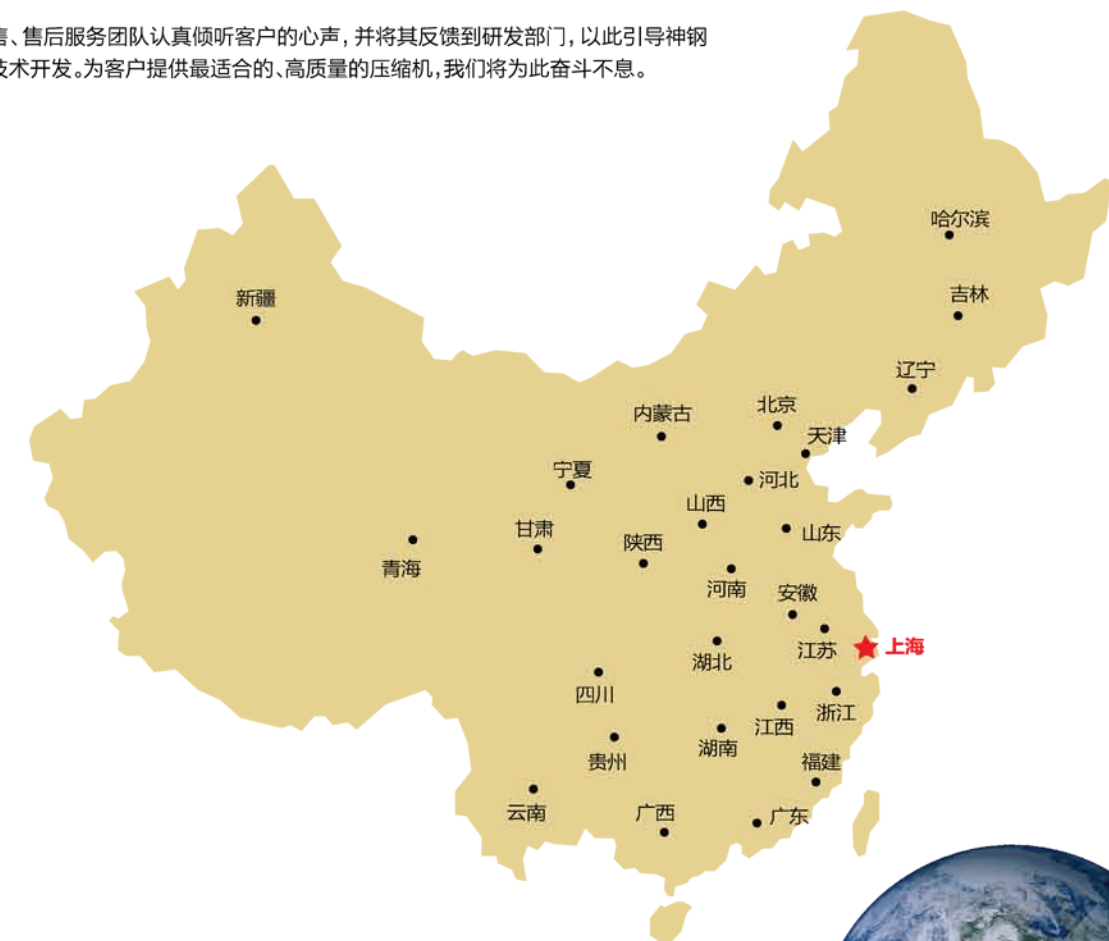 售、售后服务团队认真倾听客户的心声，并将其反馈到研发部门，以此引导神钢
技术开发。为客户提供最适合的、高质量的压缩机，我们将为此奋斗不息。
哈尔滨
吉林
新疆
辽宁
北京
内蒙古
天津
宁夏
河北
山西
甘肃
山东
陕西
青海
河南
安徽
上海
江苏
湖北
四川
浙江
江西
湖南
贵州
福建
云南
广西
广东